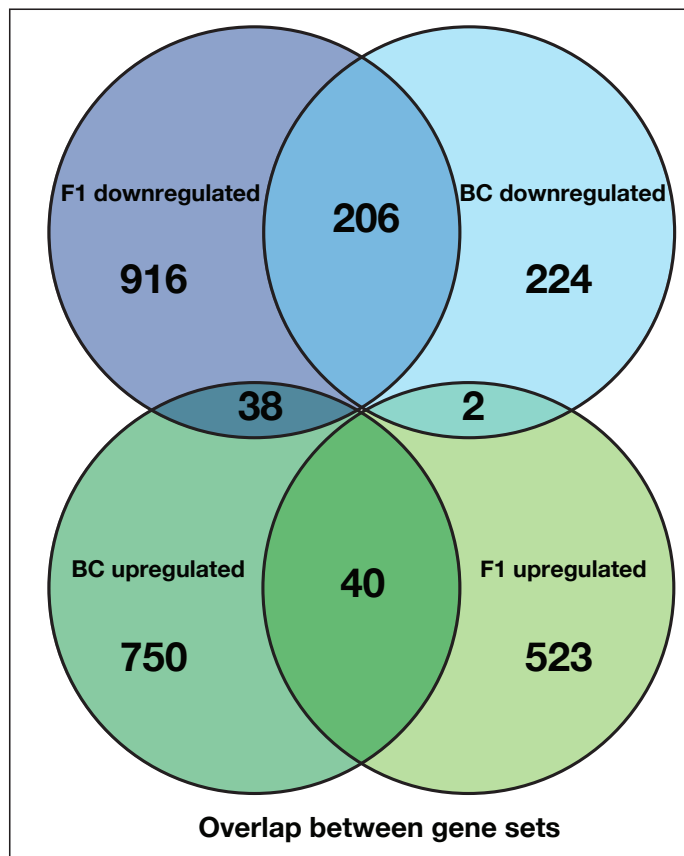 F1 downregulated
BC downregulated
206
916
224
38
2
BC upregulated
F1 upregulated
40
750
523
Overlap between gene sets